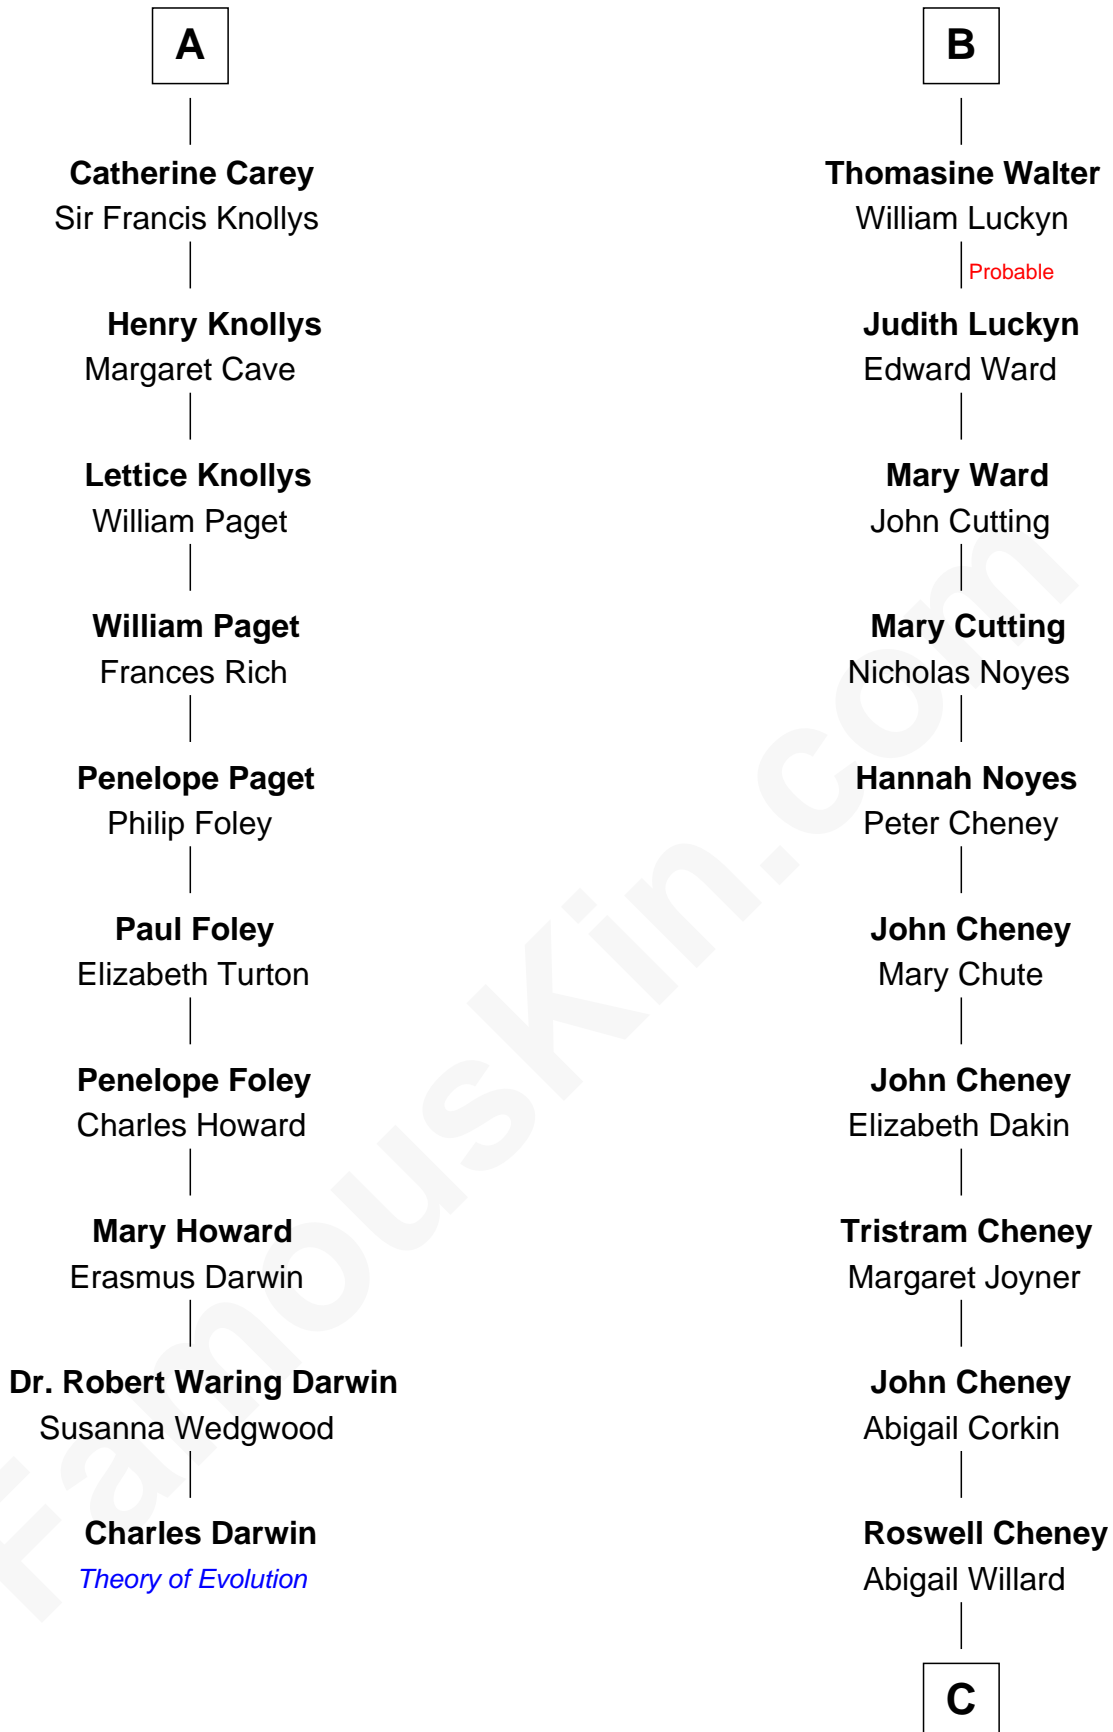 A
Catherine Carey
Sir Francis Knollys
Henry Knollys
Margaret Cave
Lettice Knollys
William Paget
William Paget
Frances Rich
Penelope Paget
Philip Foley
Paul Foley
Elizabeth Turton
Penelope Foley
Charles Howard
Mary Howard
Erasmus Darwin
Dr. Robert Waring Darwin
Susanna Wedgwood
Charles Darwin
Theory of Evolution
B
Thomasine Walter
William Luckyn
Probable
Judith Luckyn
Edward Ward
Mary Ward
John Cutting
Mary Cutting
Nicholas Noyes
Hannah Noyes
Peter Cheney
John Cheney
Mary Chute
John Cheney
Elizabeth Dakin
Tristram Cheney
Margaret Joyner
John Cheney
Abigail Corkin
Roswell Cheney
Abigail Willard
C
FamousKin.com